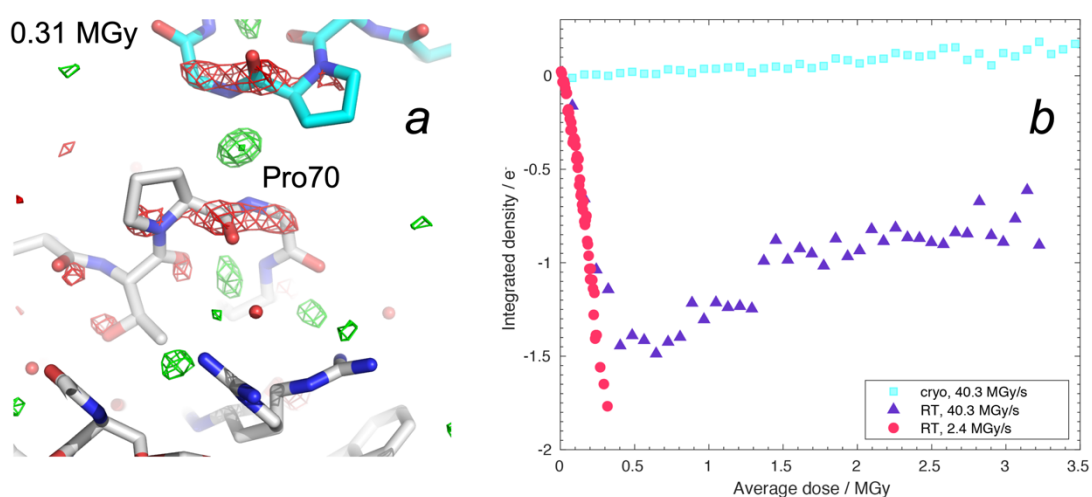 0.31 MGy
a
Pro70
b
0
-0.5
-1
-1.5
-2
Integrated density / e⁻
0 0.5 1 1.5 2 2.5 3 3.5
Average dose / MGy
cryo, 40.3 MGy/s
RT, 40.3 MGy/s
RT, 2.4 MGy/s